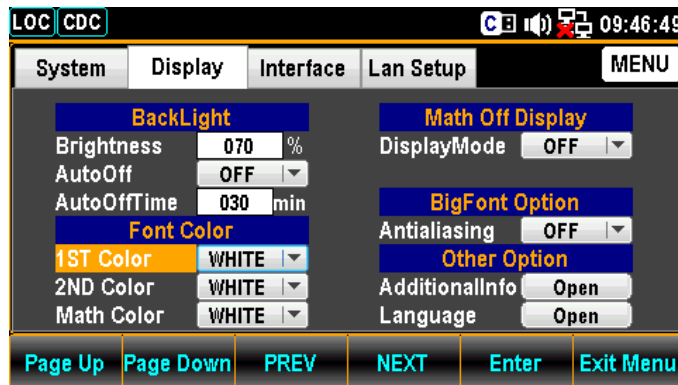 LOC CDC C 09:46:49
System Display Interface Lan Setup MENU
BackLight
Brightness 070 %
AutoOff OFF
AutoOffTime 030 min
Font Color
1ST Color WHITE
2ND Color WHITE
Math Color WHITE
Math Off Display
DisplayMode OFF
BigFont Option
Antialiasing OFF
Other Option
AdditionalInfo Open
Language Open
Page Up Page Down PREV NEXT Enter Exit Menu